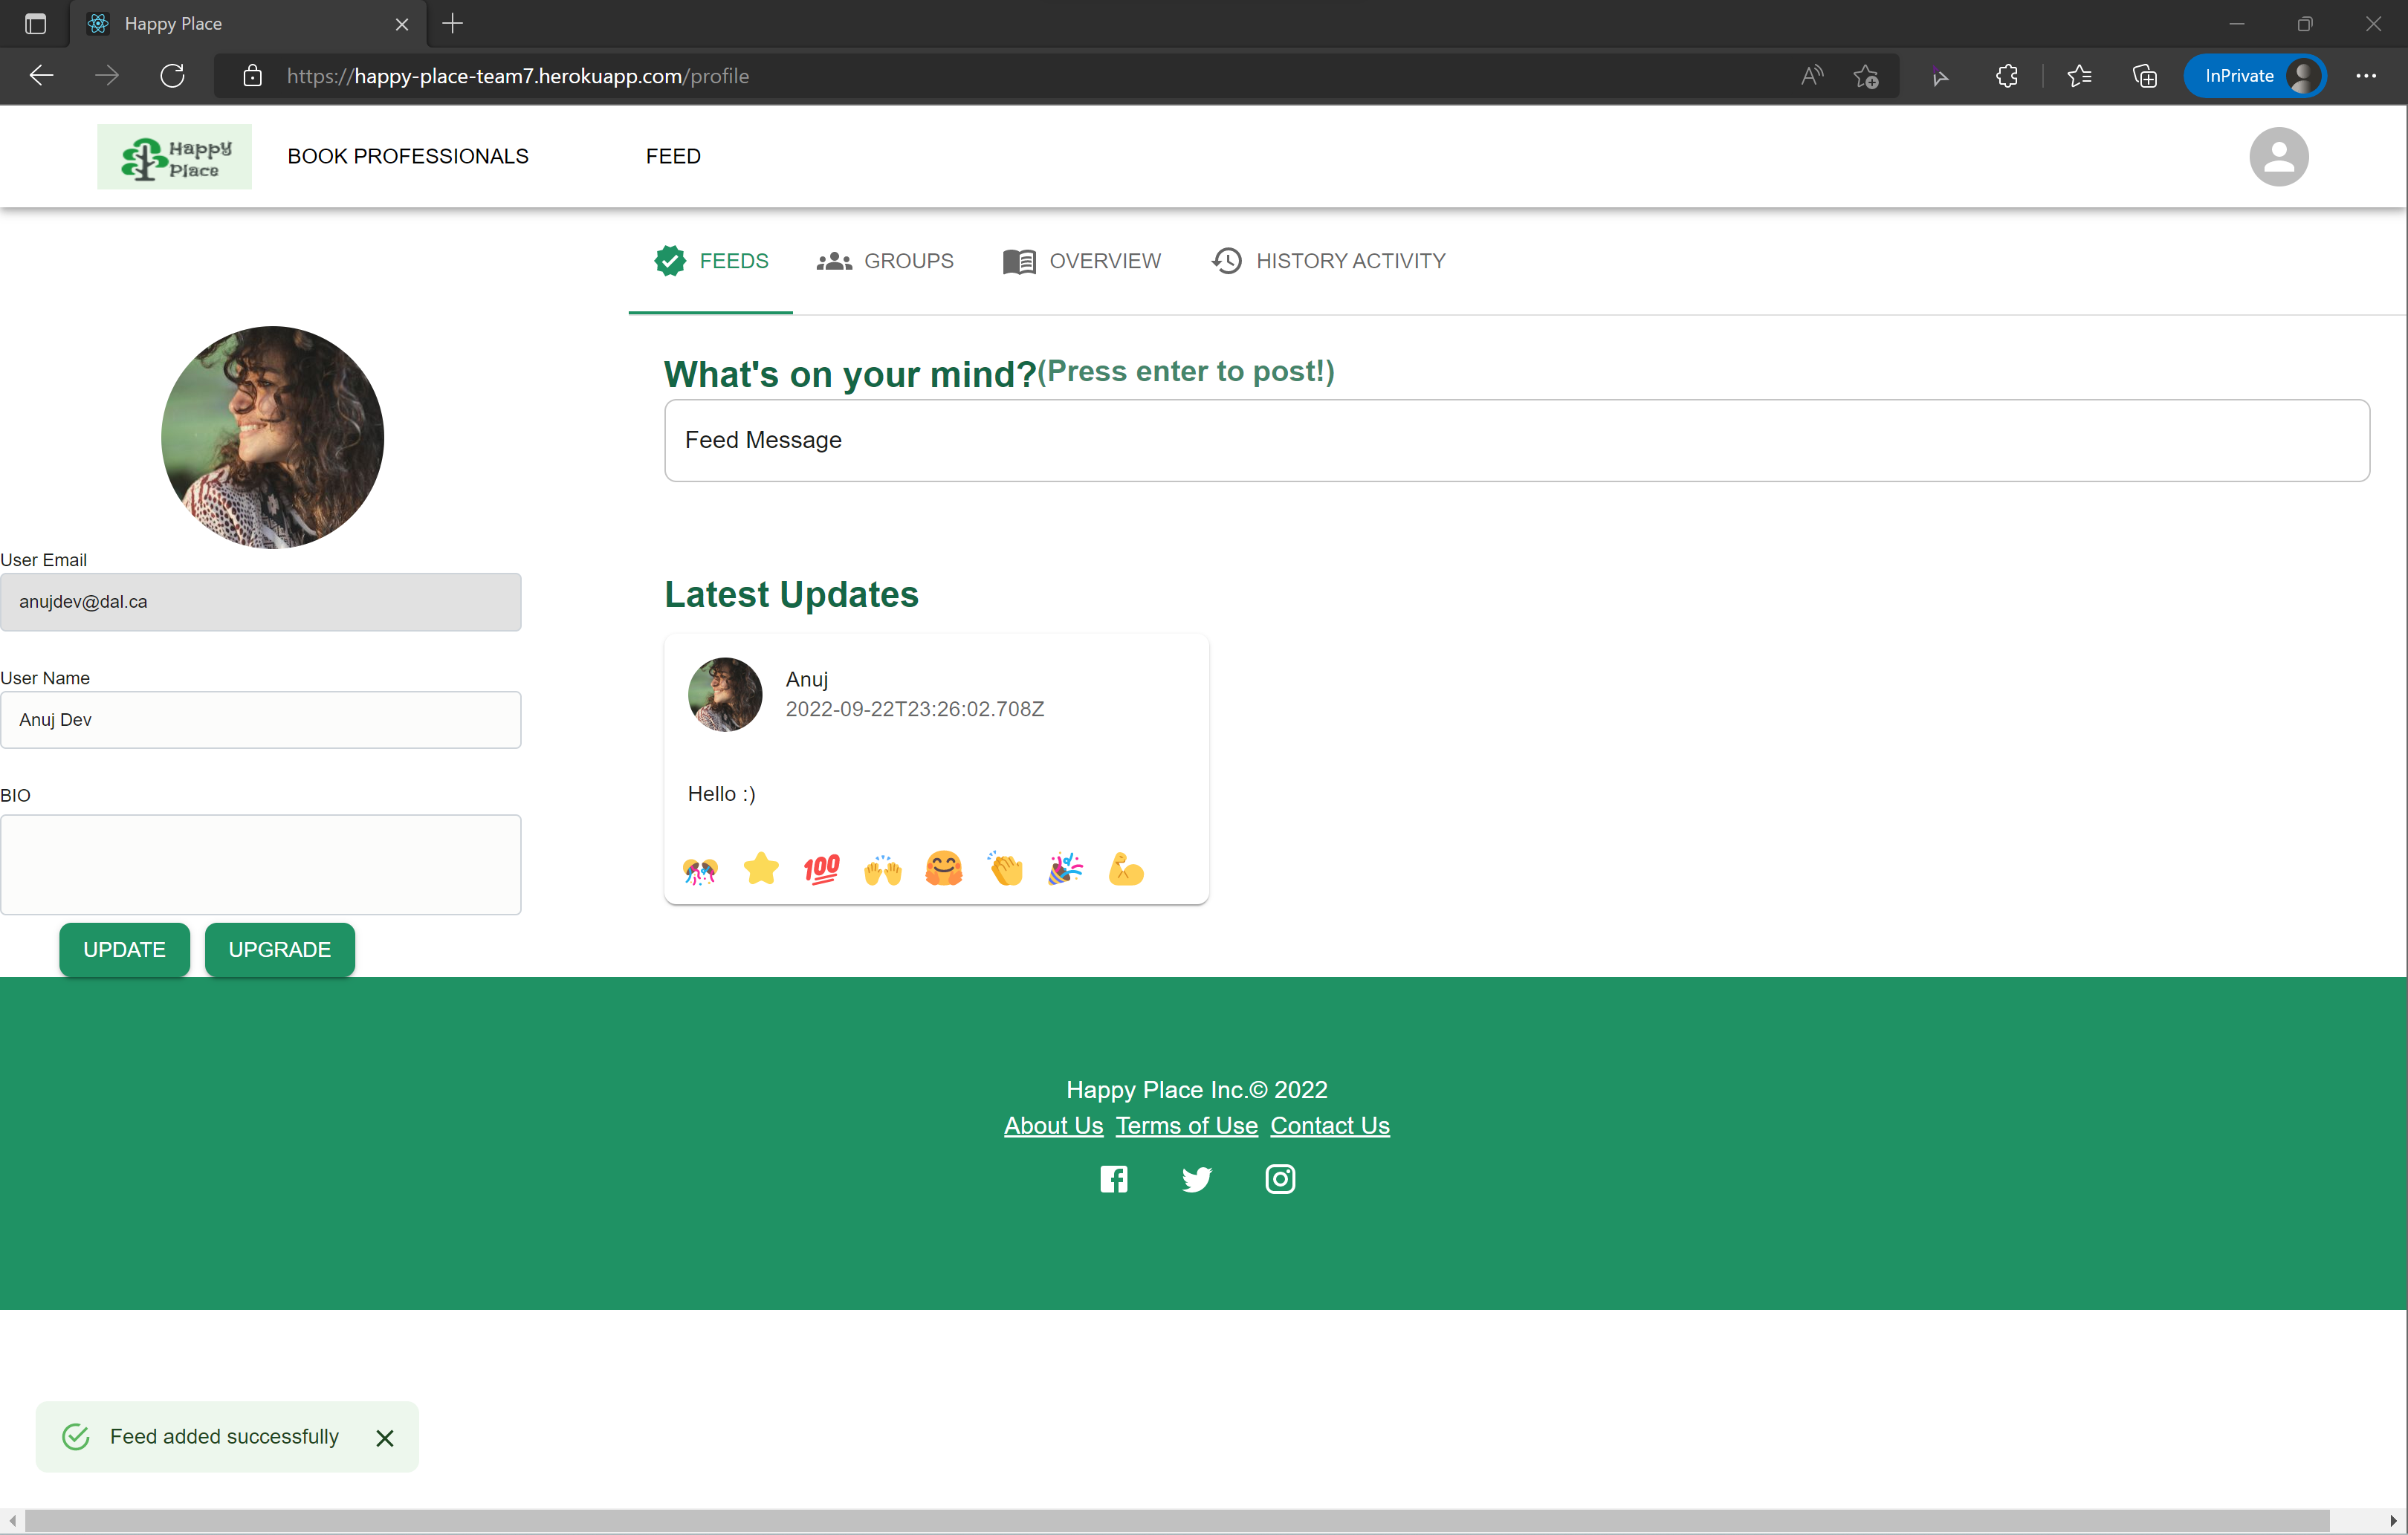 Happy Place
https://happy-place-team7.herokuapp.com/profile
InPrivate
Happy
Place
BOOK PROFESSIONALS
FEED
FEEDS
GROUPS
OVERVIEW
HISTORY ACTIVITY
What's on your mind?(Press enter to post!)
Feed Message
User Email
anujdev@dal.ca
User Name
Anuj Dev
BIO
UPDATE
UPGRADE
Latest Updates
Anuj
2022-09-22T23:26:02.708Z
Hello :)
💯
Happy Place Inc.© 2022
About Us Terms of Use Contact Us
Feed added successfully